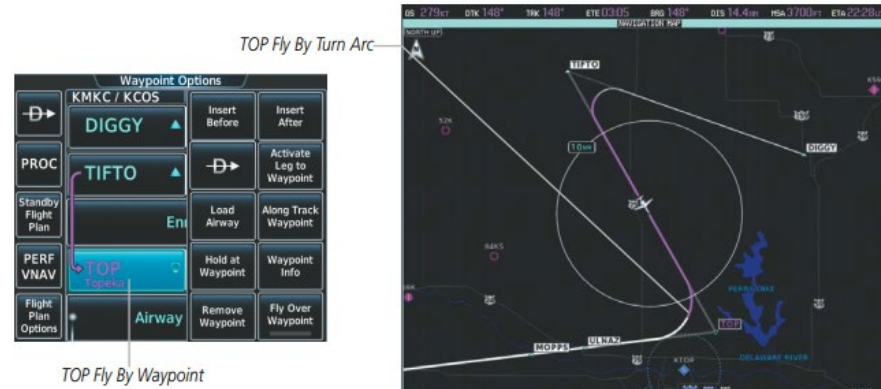 TOP Fly By Turn Arc
Waypoint Options
KMKC / KCOS
DIGGY
TIFTO
Enr
TOP
Topeka
Airway
PROC
Standby
Flight
Plan
PERF
VNAV
Flight
Plan
Options
Insert
Before
Insert
After
Activate
Leg to
Waypoint
Load
Airway
Along Track
Waypoint
Hold at
Waypoint
Waypoint
Info
Remove
Waypoint
Fly Over
Waypoint
TOP Fly By Waypoint
GS 279KT DTK 148° TRK 148° ETE 03:05 BRG 148° DIS 14.4NM MSA 3700FT ETA 22:28
NAVIGATION MAP
NORTH UP
TIFTO
52K
10NM
DIGGY
84KS
TOP
ULNAZ
MOPPS
KTOP
DELAWARE RIVER